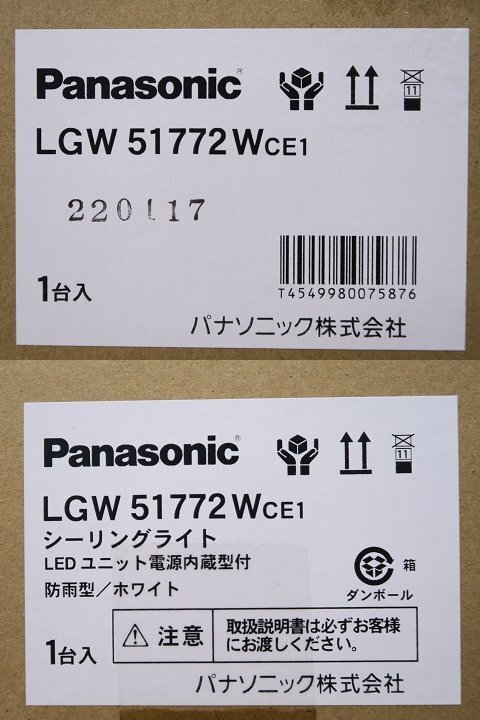 Panasonic®
11
LGW 51772 WCE1
220117
T4549980075876
1台入
パナソニック株式会社
Panasonic®
11
LGW 51772 WCE1
シーリングライト
LEDユニット電源内蔵型付
防雨型／ホワイト
箱
ダンボール
1台入
⚠ 注意
取扱説明書は必ずお客様
にお渡しください。
パナソニック株式会社